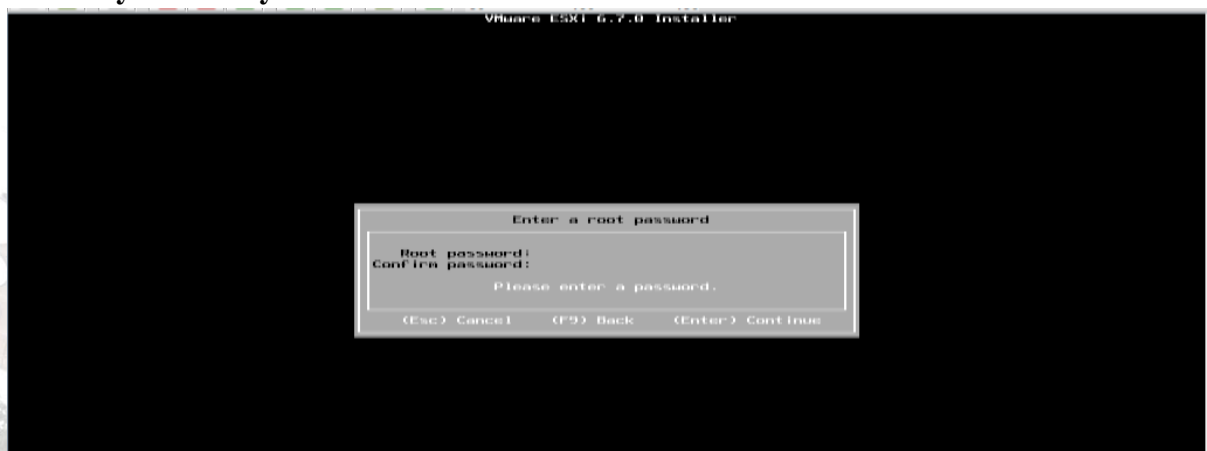 VMware ESXi 6.7.0 Installer
Enter a root password
Root password:
Confirm password:
Please enter a password.
(Esc) Cancel (F9) Back (Enter) Continue